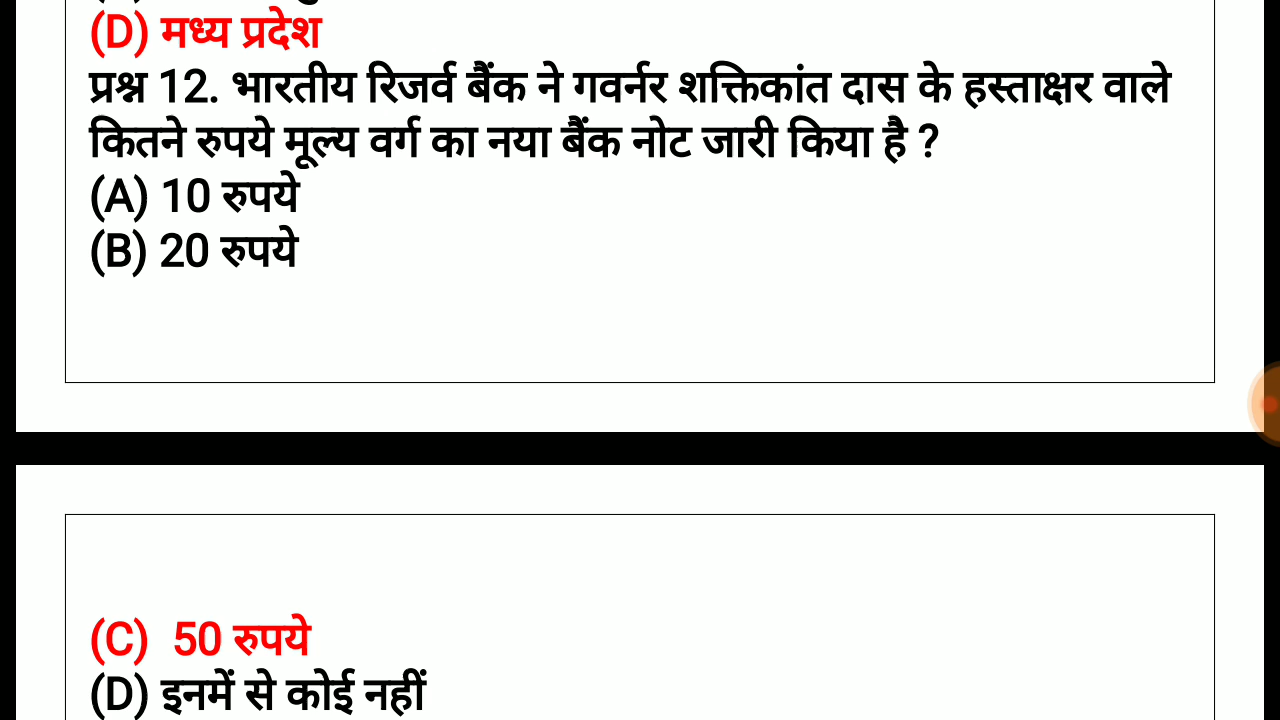 (D) मध्य प्रदेश
प्रश्न 12. भारतीय रिजर्व बैंक ने गवर्नर शक्तिकांत दास के हस्ताक्षर वाले
कितने रुपये मूल्य वर्ग का नया बैंक नोट जारी किया है ?
(A) 10 रुपये
(B) 20 रुपये
(C) 50 रुपये
(D) इनमें से कोई नहीं